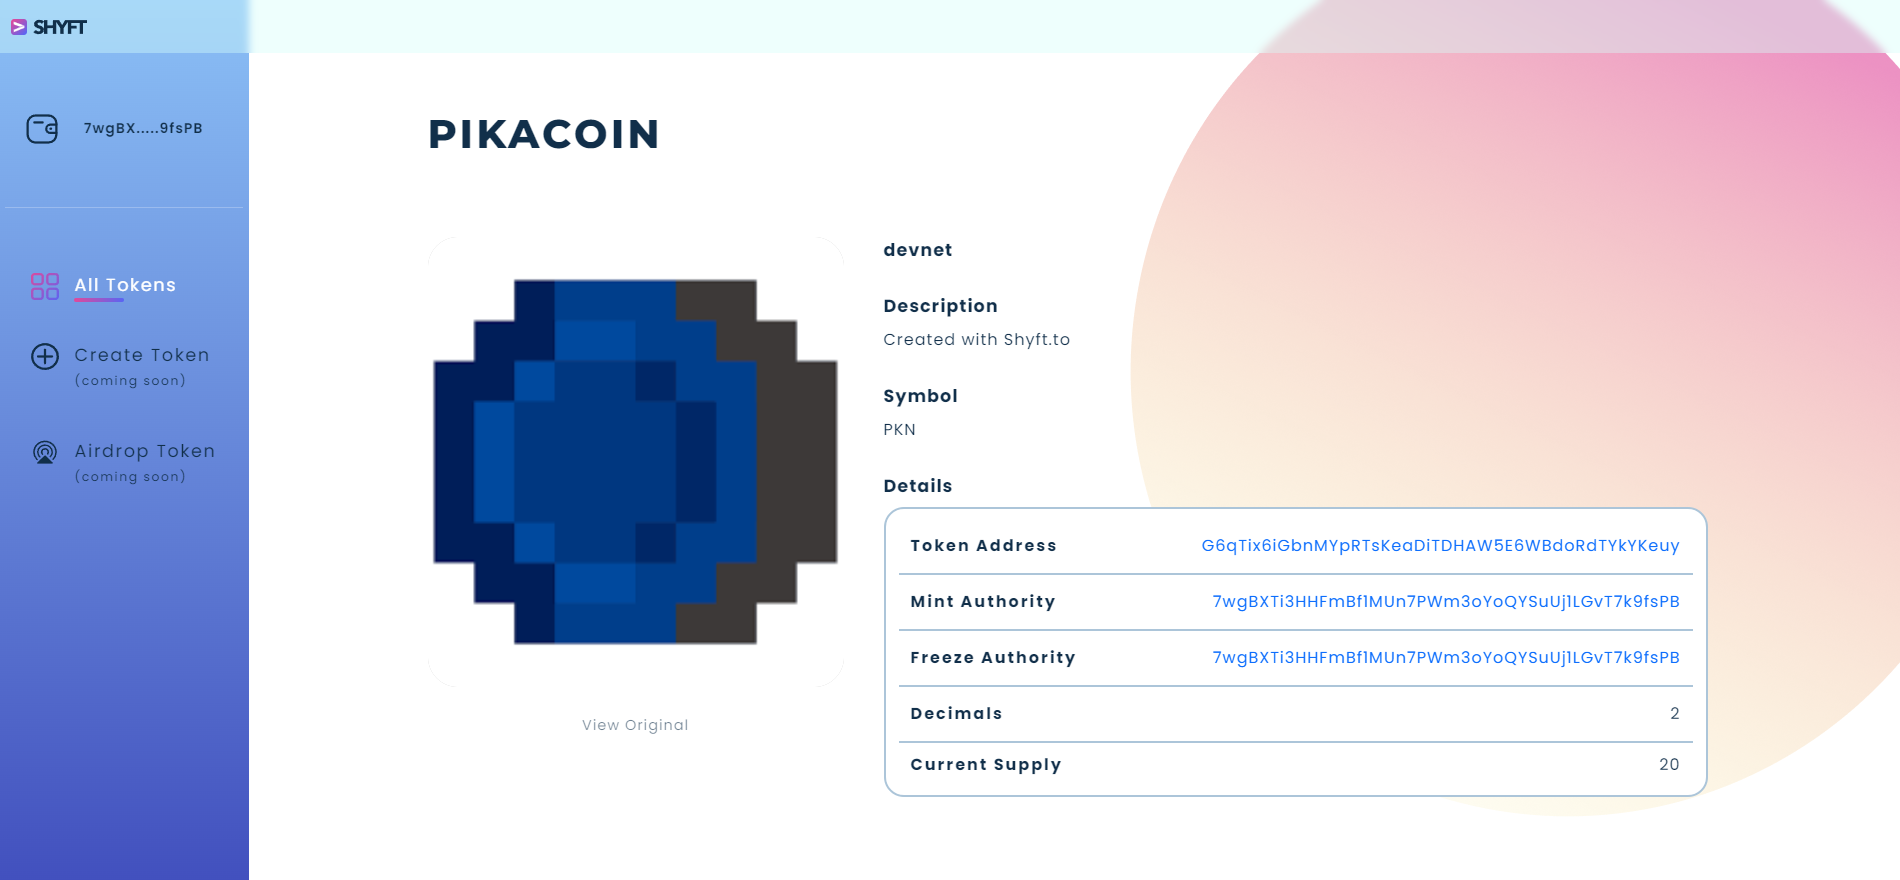 SHYFT
7wgBX.....9fsPB
All Tokens
Create Token
(coming soon)
Airdrop Token
(coming soon)
PIKACOIN
View Original
devnet
Description
Created with Shyft.to
Symbol
PKN
Details
Token Address G6qTix6iGbnMYpRTsKeaDiTDHAW5E6WBdoRdTYkYKeuy
Mint Authority 7wgBXTi3HHFmBf1MUn7PWm3oYoQYSuUj1LGvT7k9fsPB
Freeze Authority 7wgBXTi3HHFmBf1MUn7PWm3oYoQYSuUj1LGvT7k9fsPB
Decimals 2
Current Supply 20